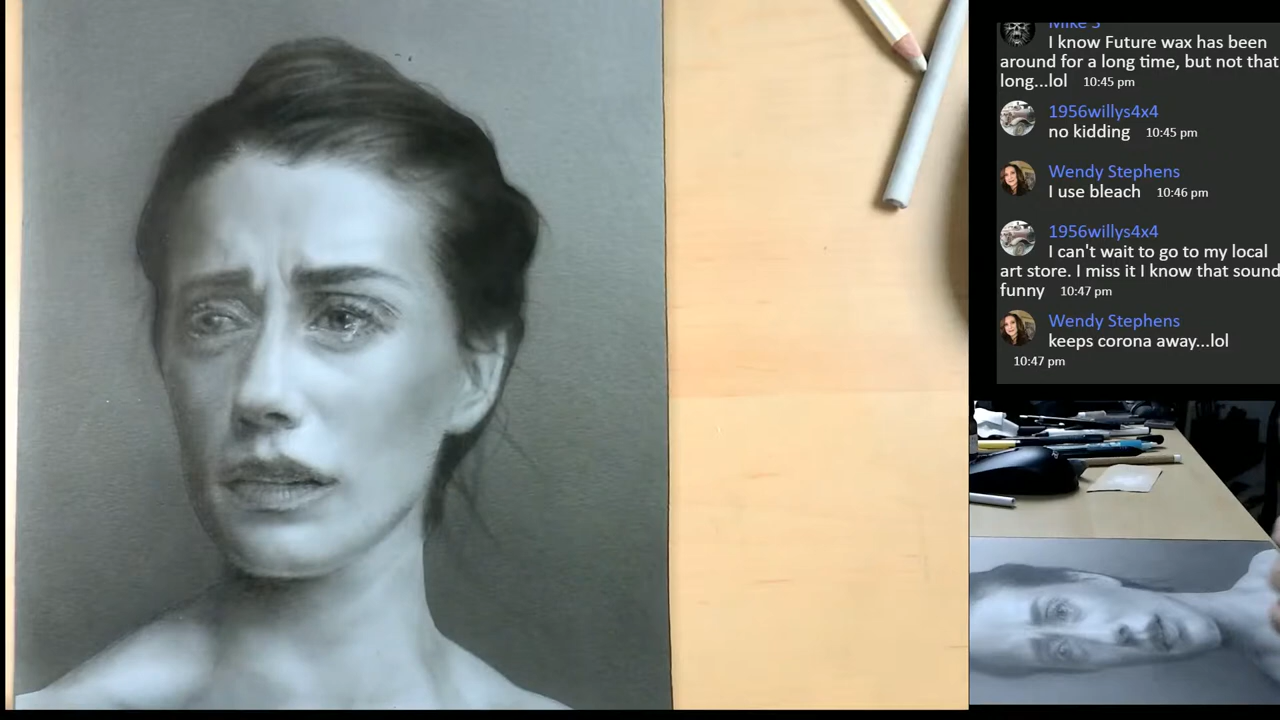 Mike S
I know Future wax has been
around for a long time, but not that
long...lol 10:45 pm
1956willys4x4
no kidding 10:45 pm
Wendy Stephens
I use bleach 10:46 pm
1956willys4x4
I can't wait to go to my local
art store. I miss it I know that sound
funny 10:47 pm
Wendy Stephens
keeps corona away...lol
10:47 pm